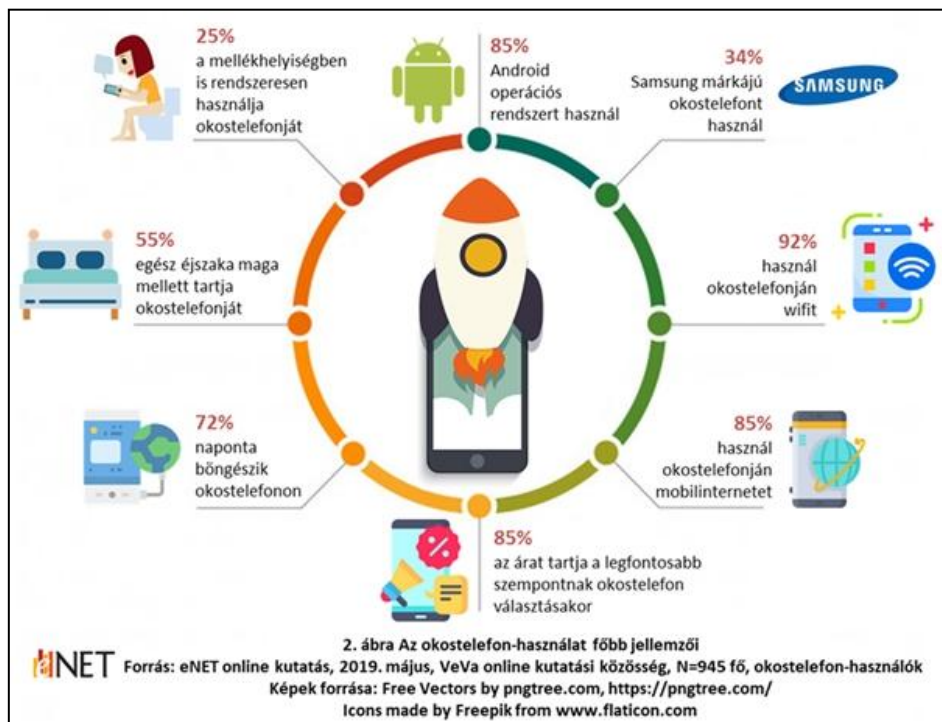 25%
a mellékhelyiségben
is rendszeresen
használja
okostelefonját
85%
Android
operációs
rendszert használ
34%
Samsung márkájú
okostelefont
használ
SAMSUNG
55%
egész éjszaka maga
mellett tartja
okostelefonját
92%
használ
okostelefonján
wifit
72%
naponta
böngészik
okostelefonon
85%
használ
okostelefonján
mobilinternetet
85%
az árat tartja a legfontosabb
szempontnak okostelefon
választásakor
2. ábra Az okostelefon-használat főbb jellemzői
eNET
Forrás: eNET online kutatás, 2019. május, VeVa online kutatási közösség, N=945 fő, okostelefon-használók
Képek forrása: Free Vectors by pngtree.com, https://pngtree.com/
Icons made by Freepik from www.flaticon.com